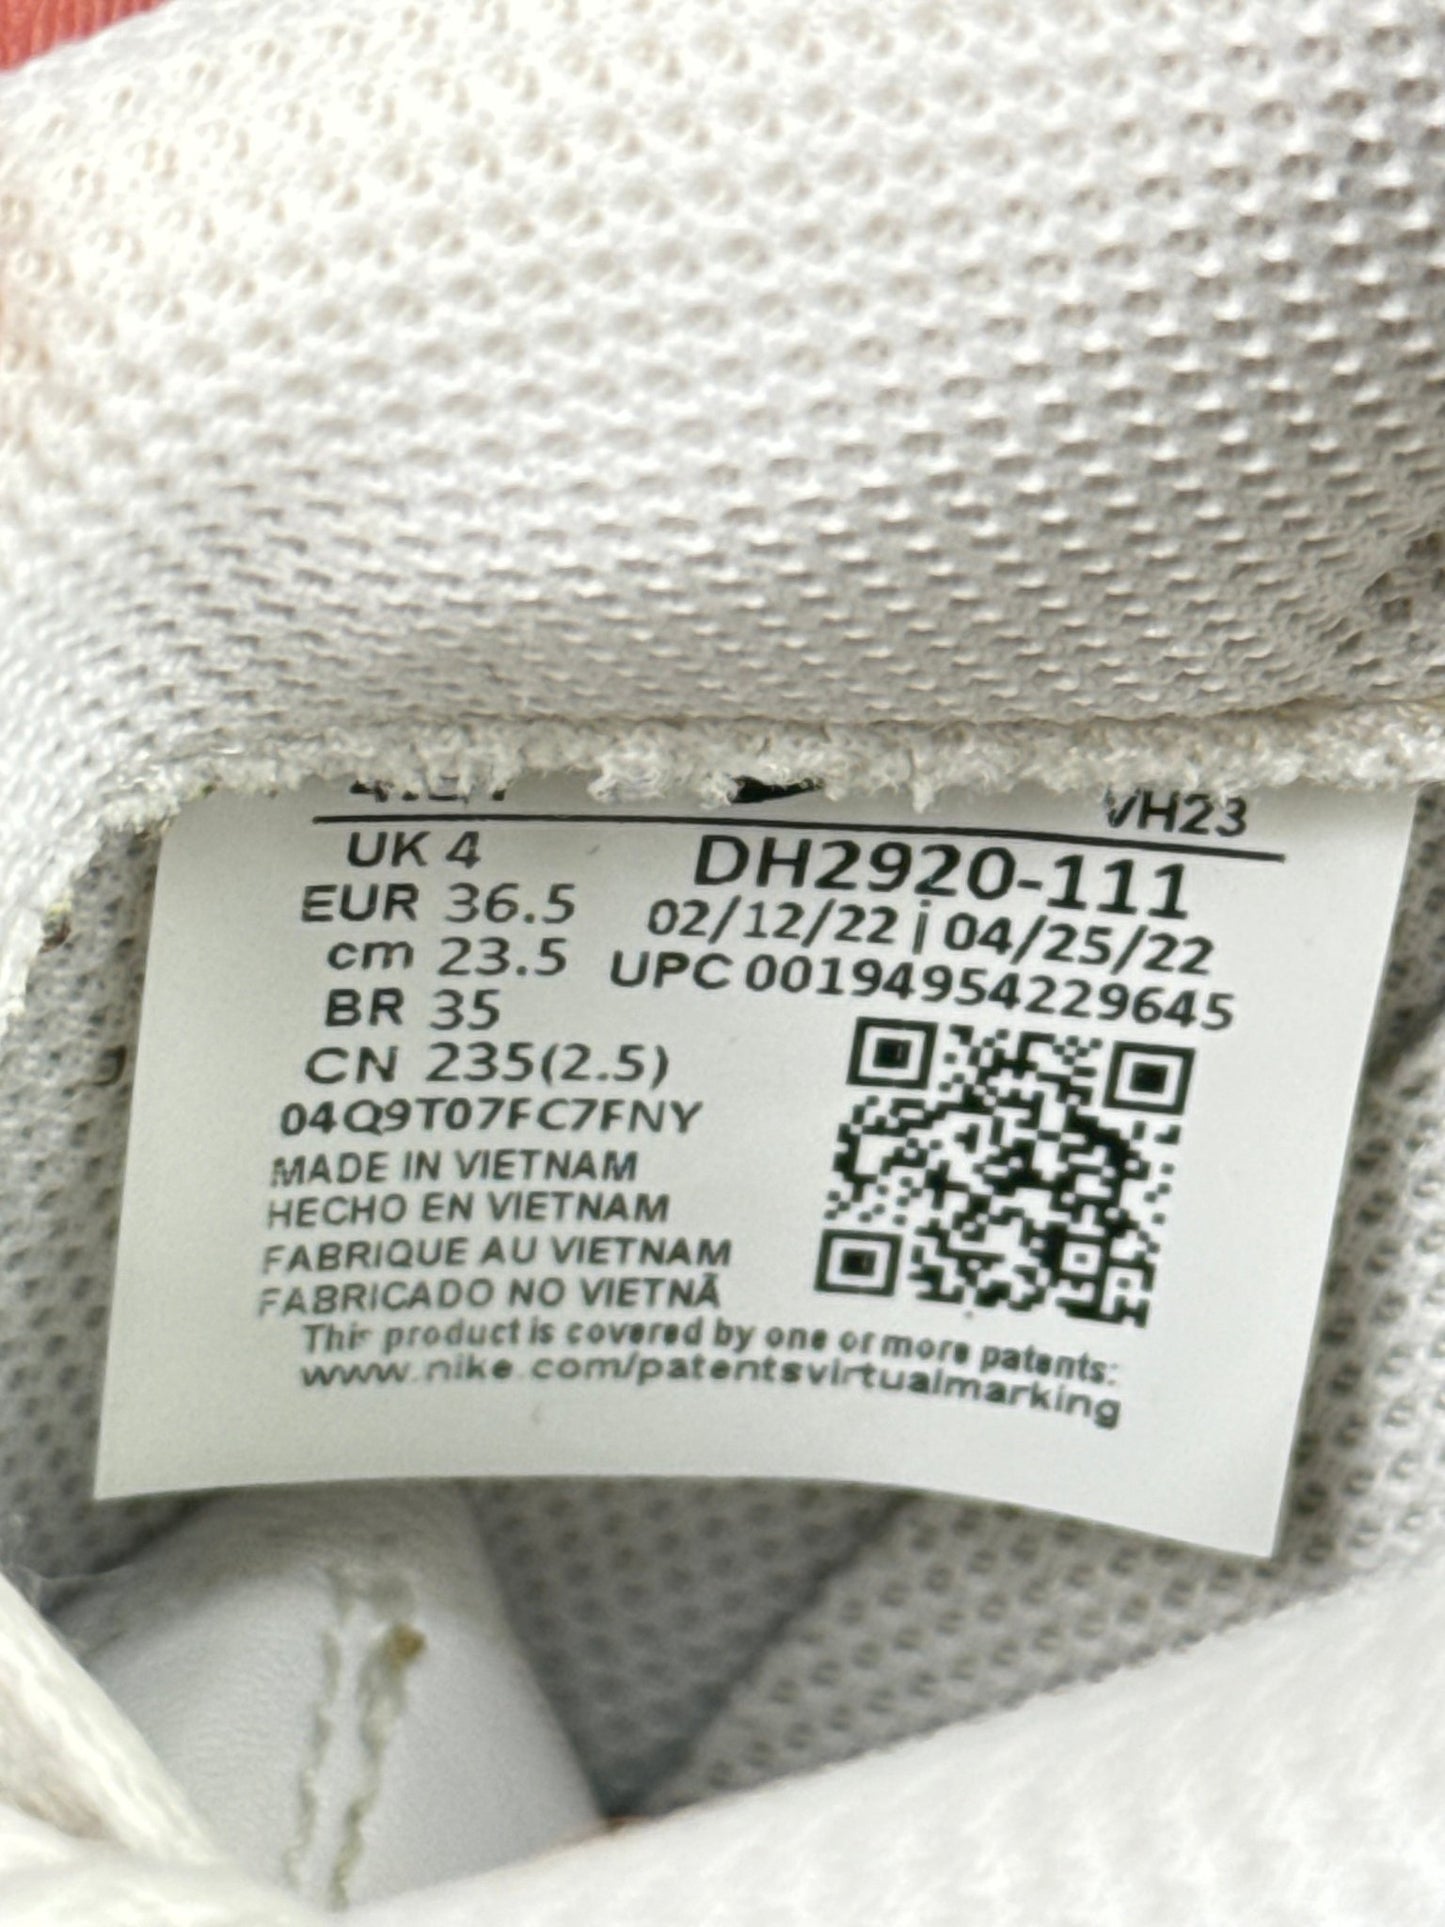 VH23
UK 4
EUR 36.5
cm 23.5
BR 35
CN 235(2.5)
DH2920-111
02/12/22 | 04/25/22
UPC 00194954229645
04Q9T07FC7FNY
MADE IN VIETNAM
HECHO EN VIETNAM
FABRIQUE AU VIETNAM
FABRICADO NO VIETNÃ
This product is covered by one or more patents:
www.nike.com/patentsvirtualmarking